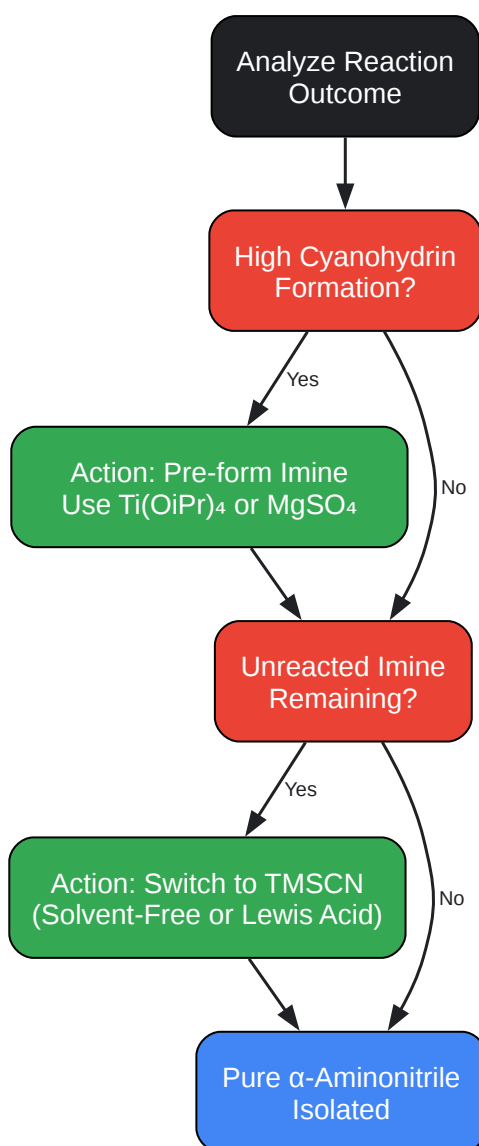 Analyze Reaction
Outcome
High Cyanohydrin
Formation?
Yes
No
Action: Pre-form Imine
Use Ti(OiPr)₄ or MgSO₄
Unreacted Imine
Remaining?
Yes
No
Action: Switch to TMSCN
(Solvent-Free or Lewis Acid)
Pure α-Aminonitrile
Isolated